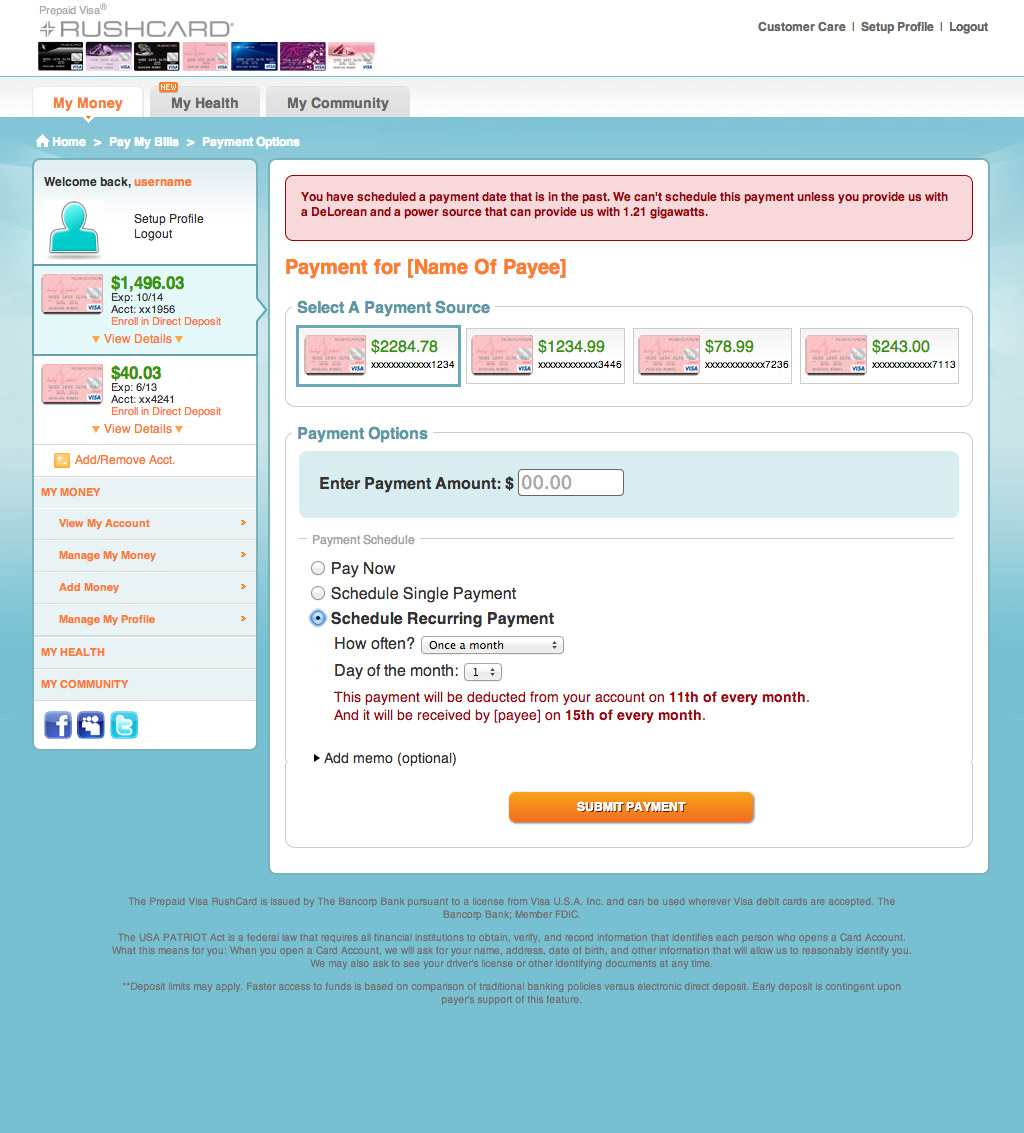 Prepaid Visa®
RUSHCARD®
Customer Care | Setup Profile | Logout
NEW
My Money
My Health
My Community
Home > Pay My Bills > Payment Options
Welcome back, username
Setup Profile
Logout
$1,496.03
Exp: 10/14
Acct: xx1956
Enroll in Direct Deposit
▼ View Details ▼
$40.03
Exp: 6/13
Acct: xx4241
Enroll in Direct Deposit
▼ View Details ▼
Add/Remove Acct.
MY MONEY
View My Account
Manage My Money
Add Money
Manage My Profile
MY HEALTH
MY COMMUNITY
You have scheduled a payment date that is in the past. We can't schedule this payment unless you provide us with
a DeLorean and a power source that can provide us with 1.21 gigawatts.
Payment for [Name Of Payee]
Select A Payment Source
$2284.78
xxxxxxxxxxxx1234
$1234.99
xxxxxxxxxxxx3446
$78.99
xxxxxxxxxxxx7236
$243.00
xxxxxxxxxxxx7113
Payment Options
Enter Payment Amount: $ 00.00
Payment Schedule
Pay Now
Schedule Single Payment
Schedule Recurring Payment
How often? Once a month
Day of the month: 1
This payment will be deducted from your account on 11th of every month.
And it will be received by [payee] on 15th of every month.
Add memo (optional)
SUBMIT PAYMENT
The Prepaid Visa RushCard is issued by The Bancorp Bank pursuant to a license from Visa U.S.A. Inc. and can be used wherever Visa debit cards are accepted. The
Bancorp Bank; Member FDIC.
The USA PATRIOT Act is a federal law that requires all financial institutions to obtain, verify, and record information that identifies each person who opens a Card Account.
What this means for you: When you open a Card Account, we will ask for your name, address, date of birth, and other information that will allow us to reasonably identify you.
We may also ask to see your driver's license or other identifying documents at any time.
**Deposit limits may apply. Faster access to funds is based on comparison of traditional banking policies versus electronic direct deposit. Early deposit is contingent upon
payer's support of this feature.